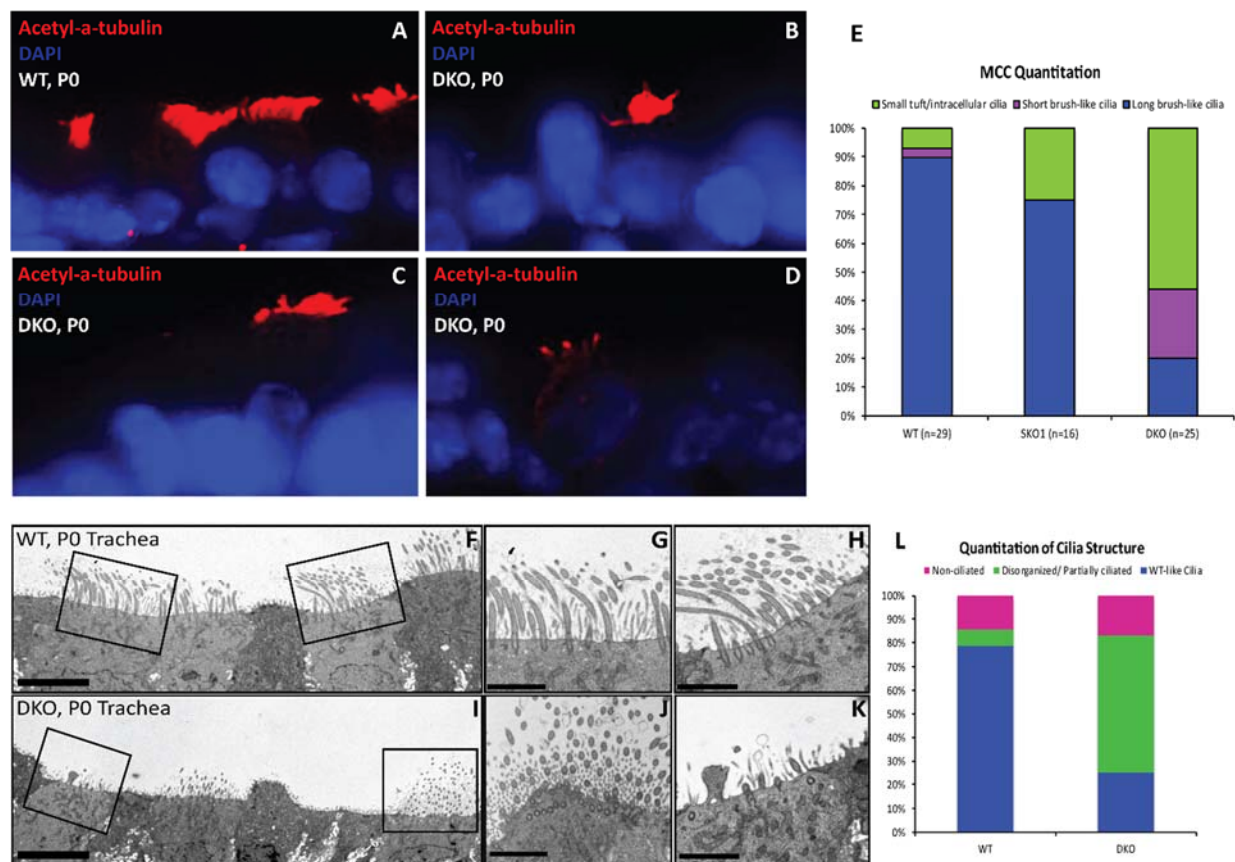 Acetyl-a-tubulin
DAPI
WT, P0
A
Acetyl-a-tubulin
DAPI
DKO, P0
B
Acetyl-a-tubulin
DAPI
DKO, P0
C
Acetyl-a-tubulin
DAPI
DKO, P0
D
E
MCC Quantitation
Small tuft/intracellular cilia Short brush-like cilia Long brush-like cilia
100%
90%
80%
70%
60%
50%
40%
30%
20%
10%
0%
WT (n=29) SKO1 (n=16) DKO (n=25)
WT, P0 Trachea
F
G
H
DKO, P0 Trachea
I
J
K
L
Quantitation of Cilia Structure
Non-ciliated Disorganized/ Partially ciliated WT-like Cilia
100%
90%
80%
70%
60%
50%
40%
30%
20%
10%
0%
WT DKO